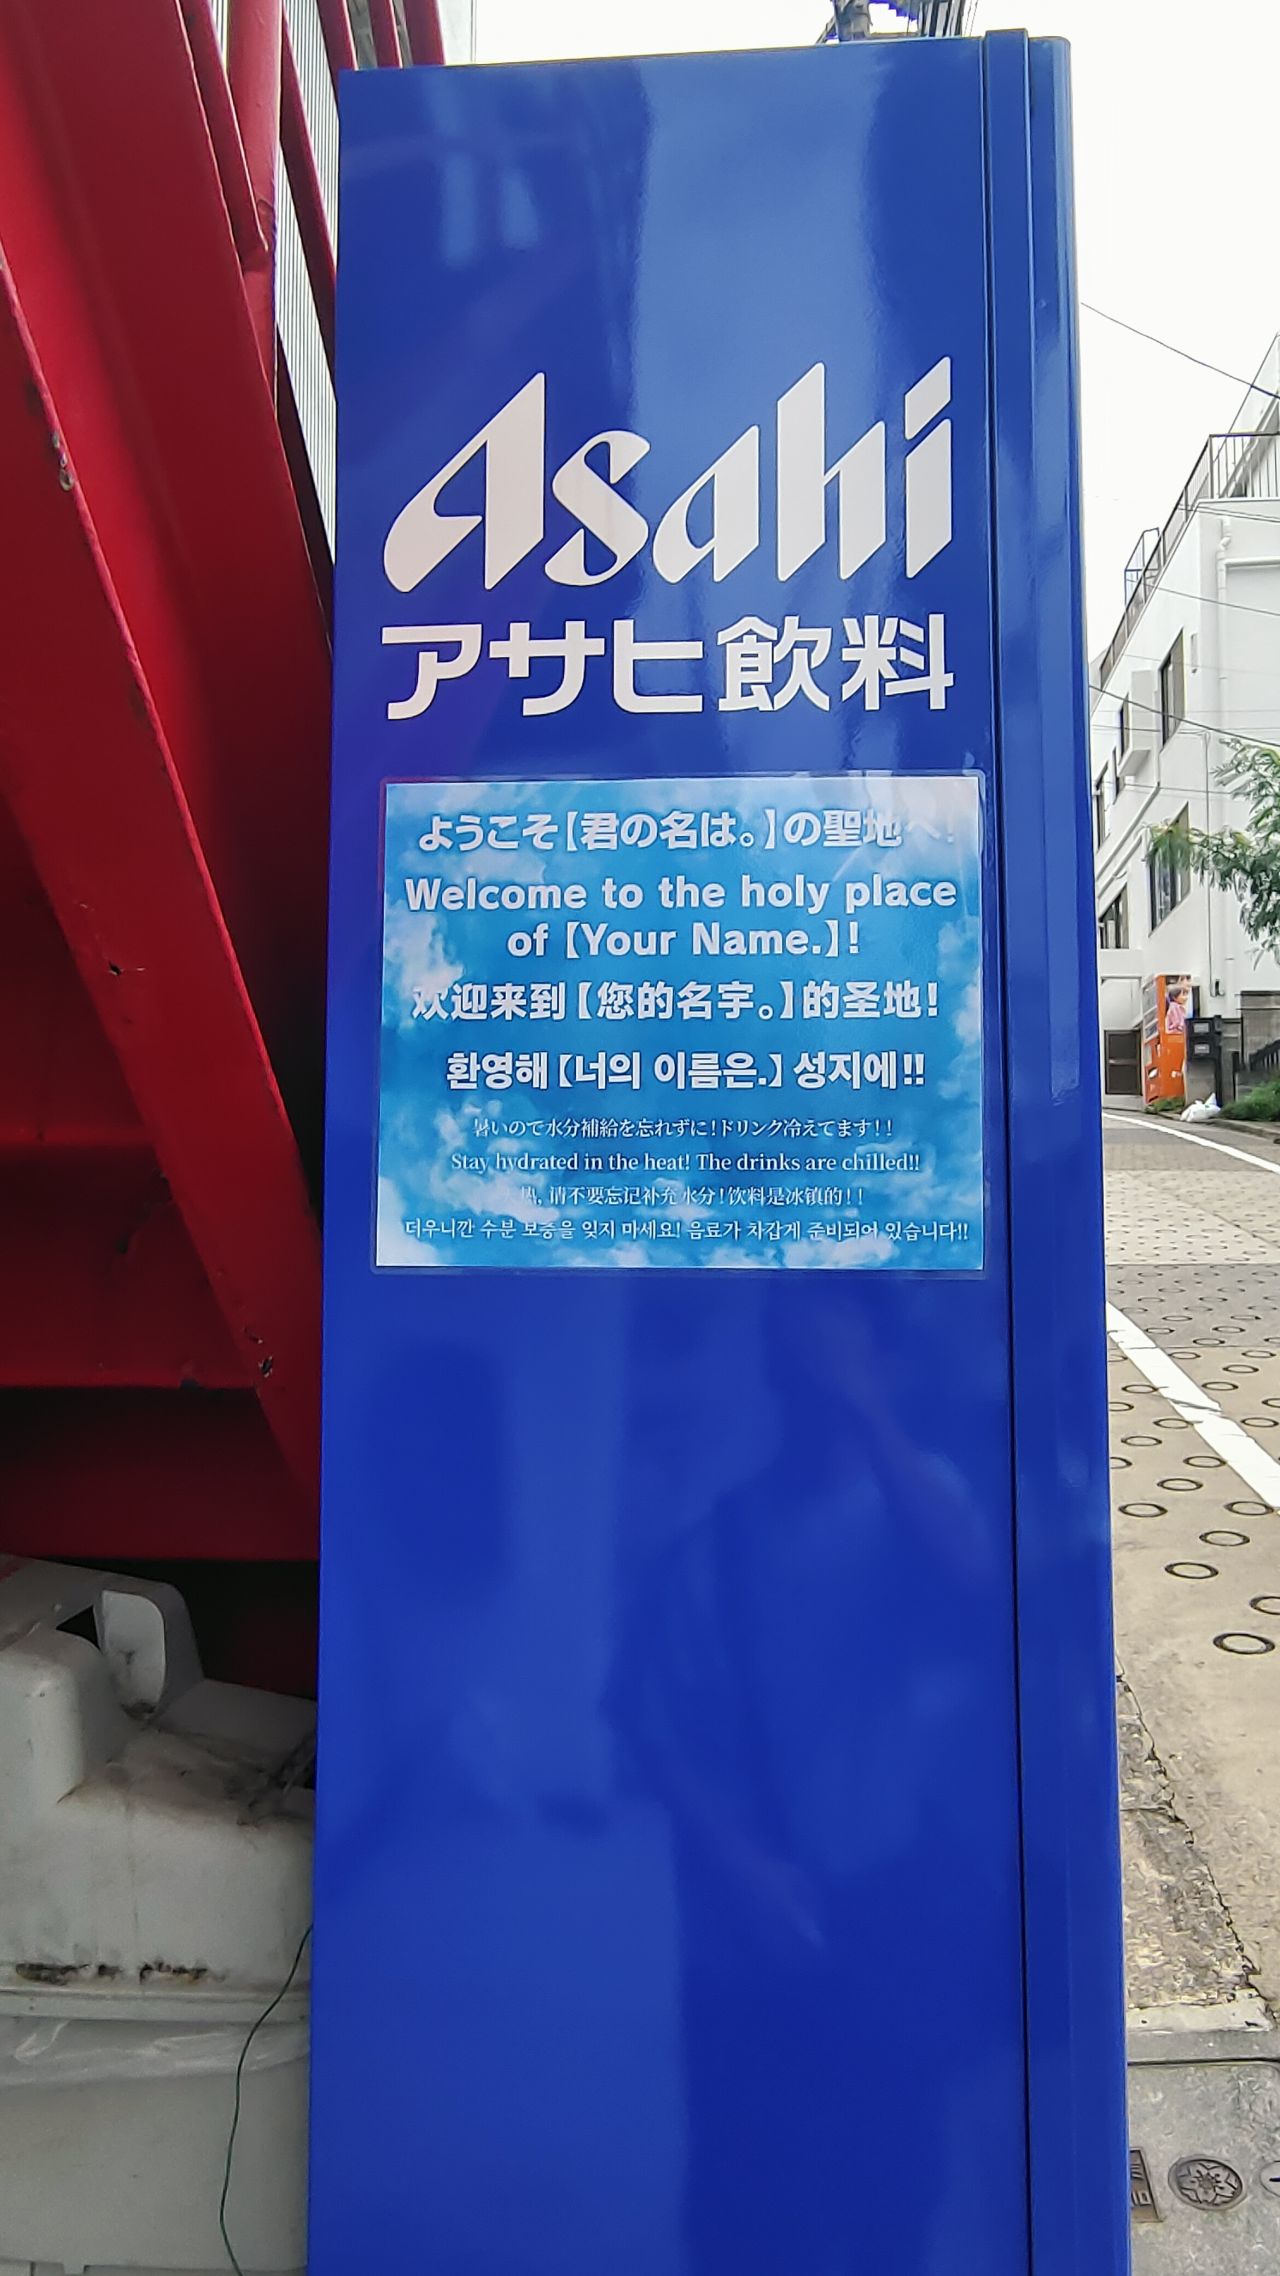 Asahi
アサヒ飲料
ようこそ【君の名は。】の聖地へ!
Welcome to the holy place
of【Your Name.】!
欢迎来到【您的名宇。】的圣地!
환영해【너의 이름은.】성지에!!
暑いので水分補給を忘れずに!ドリンク冷えてます!!
Stay hydrated in the heat! The drinks are chilled!!
请不要忘记补充水分!饮料是冰镇的!!
더우니깐 수분 보충을 잊지 마세요! 음료가 차갑게 준비되어 있습니다!!